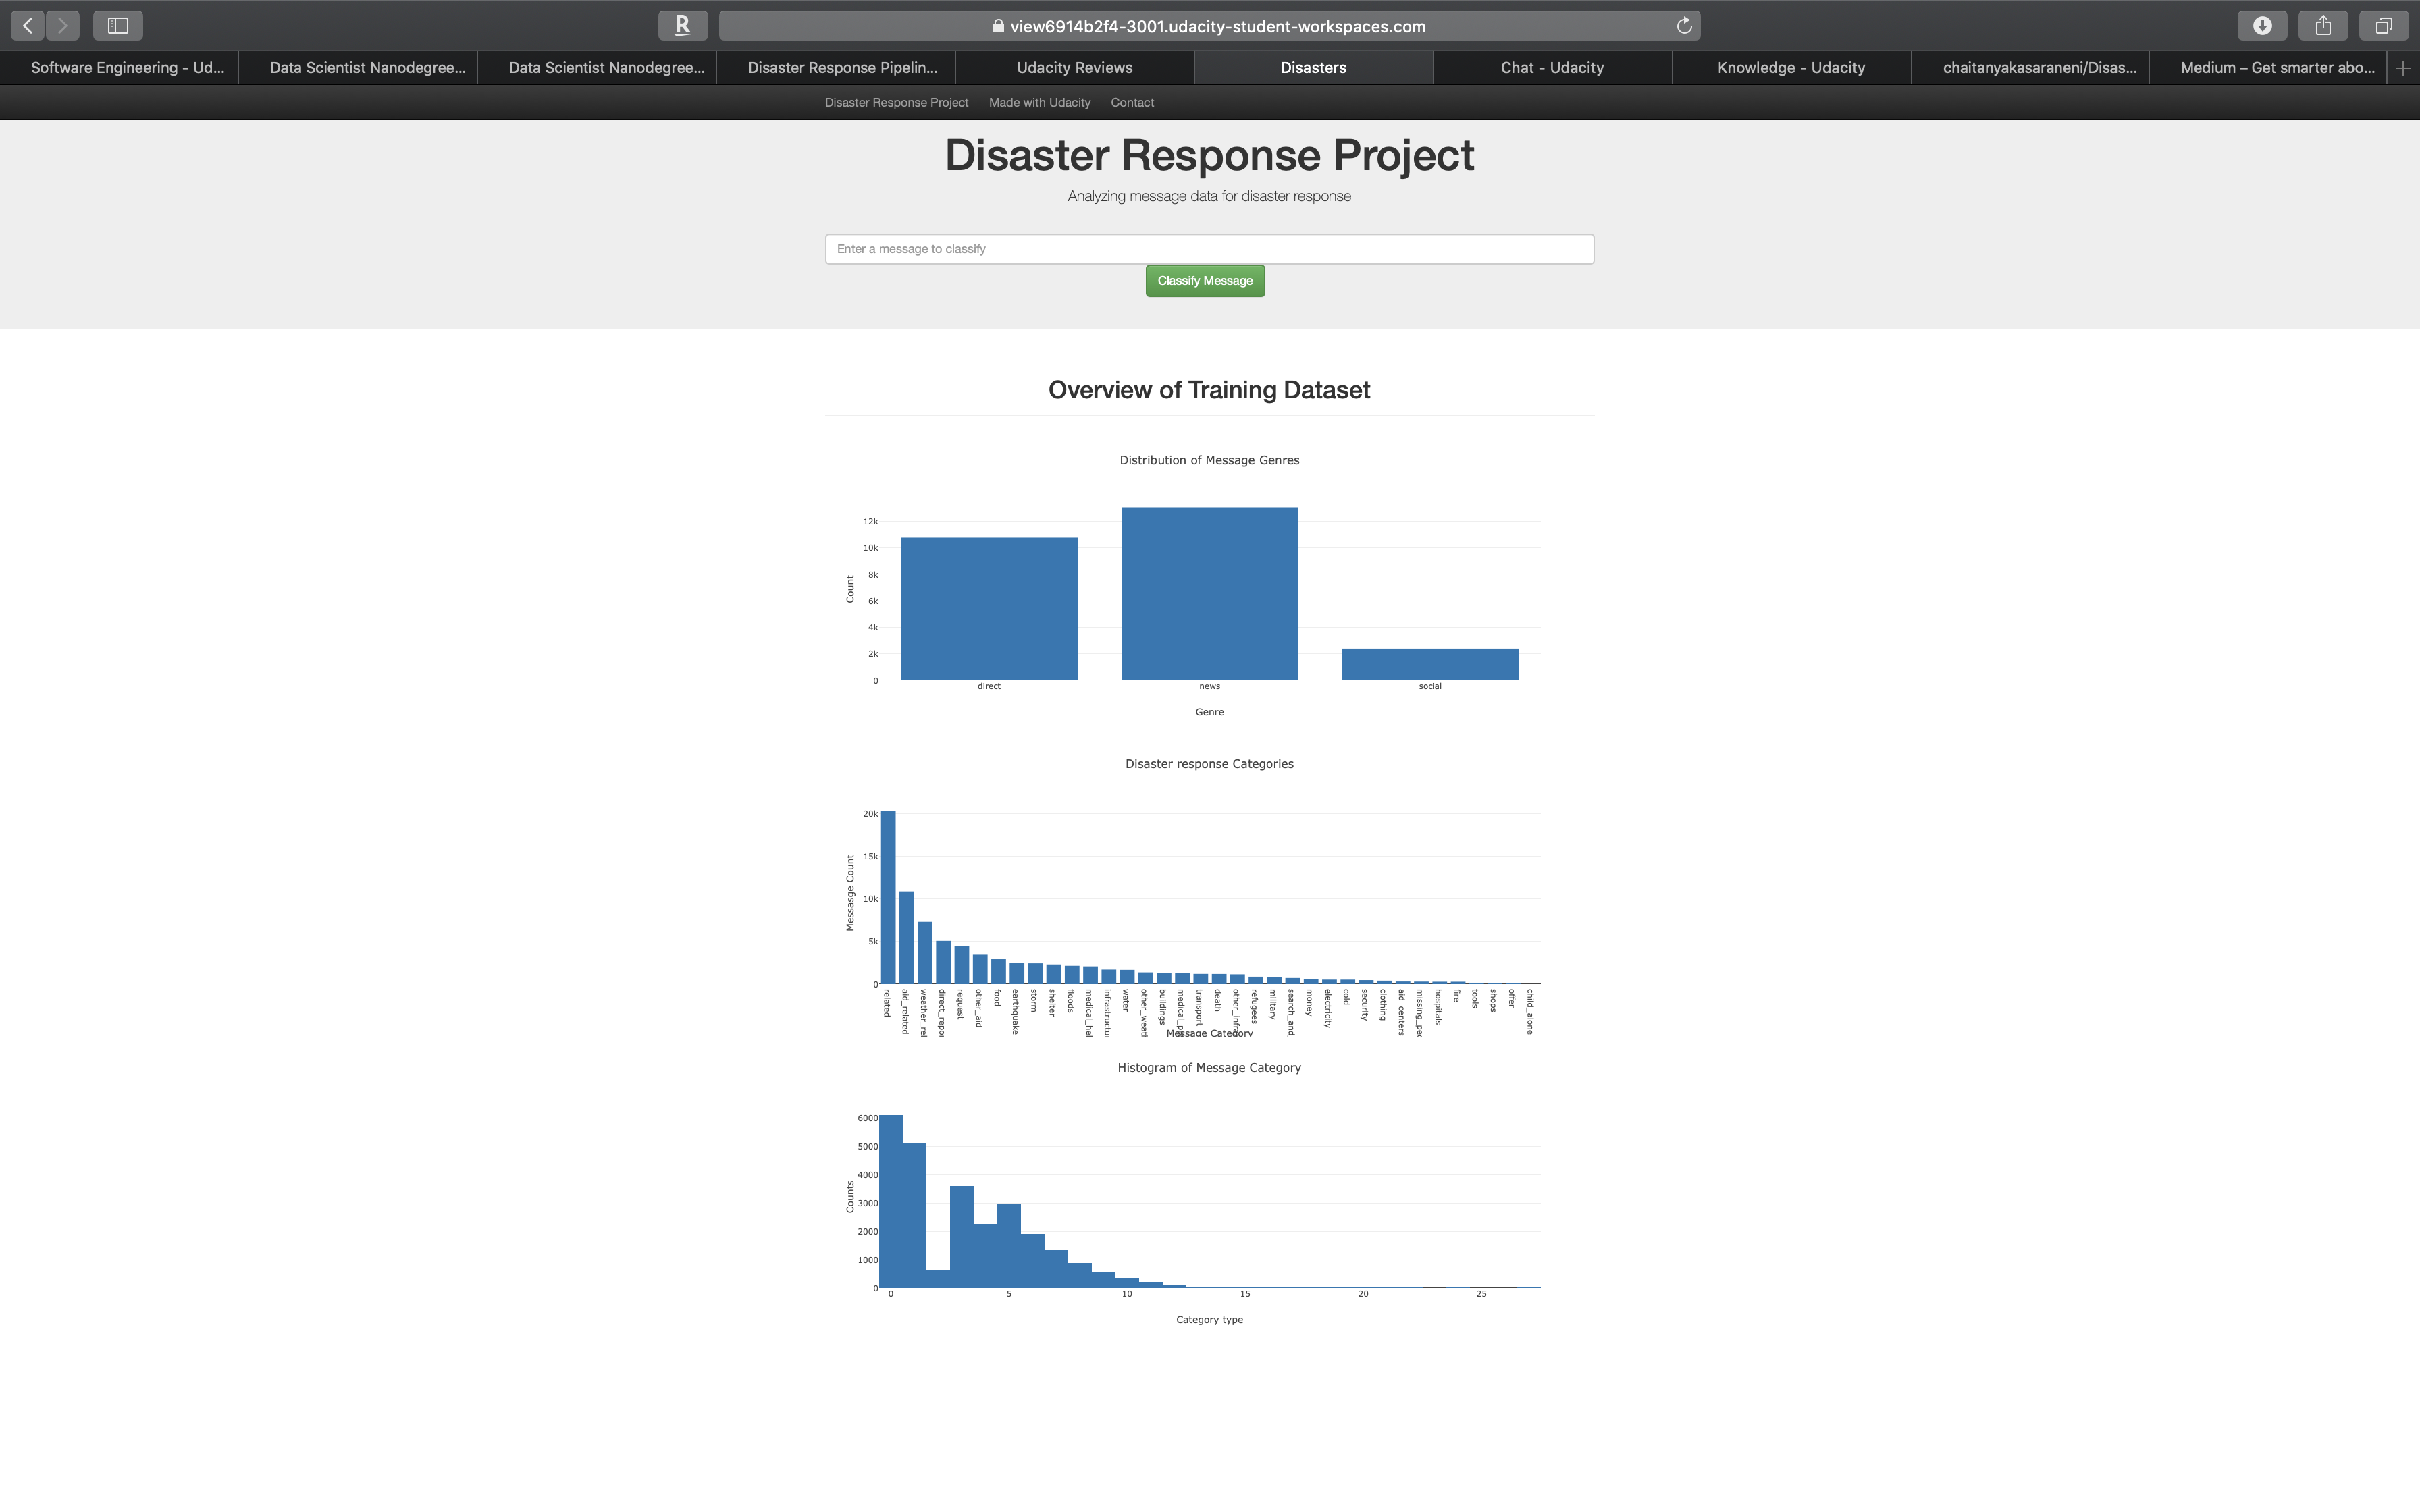 R
view6914b2f4-3001.udacity-student-workspaces.com
Software Engineering - Ud...
Data Scientist Nanodegree...
Data Scientist Nanodegree...
Disaster Response Pipelin...
Udacity Reviews
Disasters
Chat - Udacity
Knowledge - Udacity
chaitanyakasaraneni/Disas...
Medium – Get smarter abo...
Disaster Response Project
Made with Udacity
Contact
Disaster Response Project
Analyzing message data for disaster response
Enter a message to classify
Classify Message
Overview of Training Dataset
Distribution of Message Genres
12k
10k
8k
6k
4k
2k
0
Count
direct
news
social
Genre
Disaster response Categories
20k
15k
10k
5k
0
Messasge Count
related
aid_related
weather_rel
direct_repor
request
other_aid
food
earthquake
storm
shelter
floods
medical_hel
infrastructu
water
other_weath
buildings
medical_p
transport
death
other_infra
refugees
military
search_and_
money
electricity
cold
security
clothing
aid_centers
missing_peo
hospitals
fire
tools
shops
offer
child_alone
Message Category
Histogram of Message Category
6000
5000
4000
3000
2000
1000
0
Counts
0
5
10
15
20
25
Category type